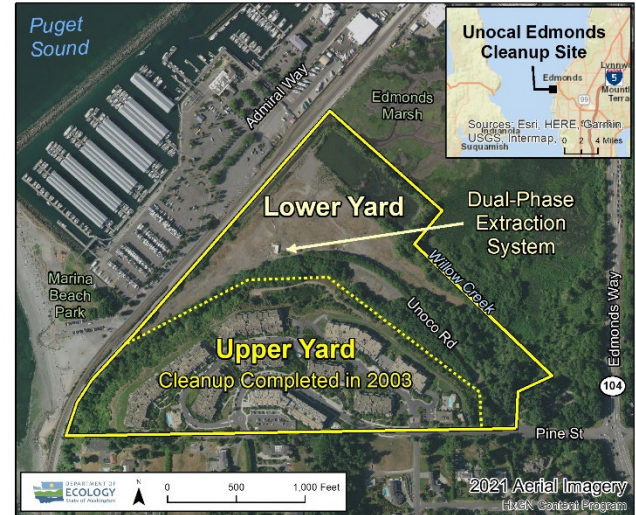 Puget
Sound
Admiral Way
Edmonds
Marsh
Unocal Edmonds
Cleanup Site
Edmonds
Lynnw
5
99
Mount
Terra
Sources: Esri, HERE, Garmin,
USGS, Intermap,
Indianola
Suquamish
0 2 4 Miles
Lower Yard
Dual-Phase
Extraction
System
Marina
Beach
Park
Willow Creek
Unoco Rd
Edmonds Way
Upper Yard
Cleanup Completed in 2003
104
Pine St
DEPARTMENT OF
ECOLOGY
State of Washington
N
0 500 1,000 Feet
2021 Aerial Imagery
HxGN Content Program